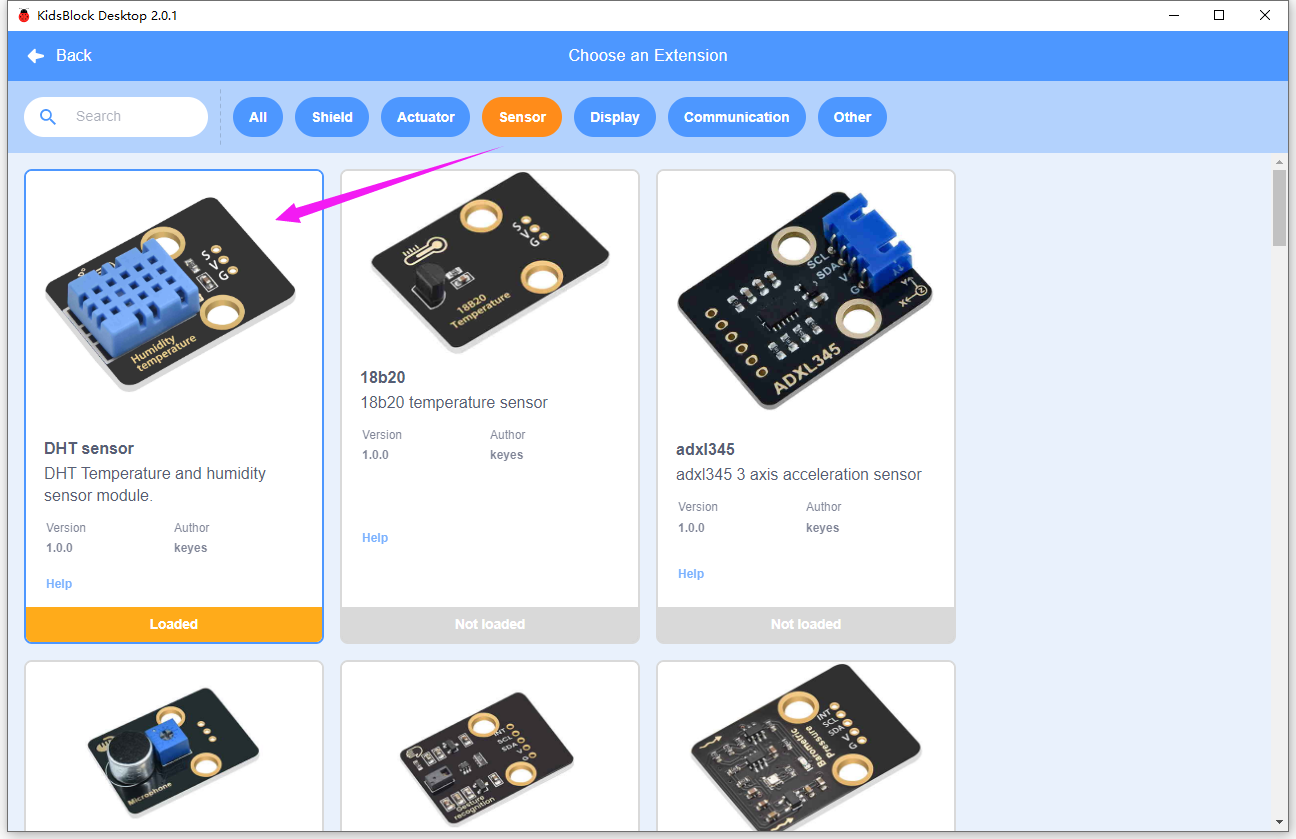 KidsBlock Desktop 2.0.1
Back
Choose an Extension
Search
All
Shield
Actuator
Sensor
Display
Communication
Other
S
V
G
Humidity
temperature
DHT sensor
DHT Temperature and humidity
sensor module.
Version
Author
1.0.0
keyes
Help
Loaded
S
V
G
18B20
Temperature
18b20
18b20 temperature sensor
Version
Author
1.0.0
keyes
Help
Not loaded
SCL
SDA
V
G
Y
X
Z
ADXL345
adxl345
adxl345 3 axis acceleration sensor
Version
Author
1.0.0
keyes
Help
Not loaded
Microphone
INT
SCL
SDA
V
G
Gesture
recognition
INT
SCL
SDA
V
G
Barometric
Pressure